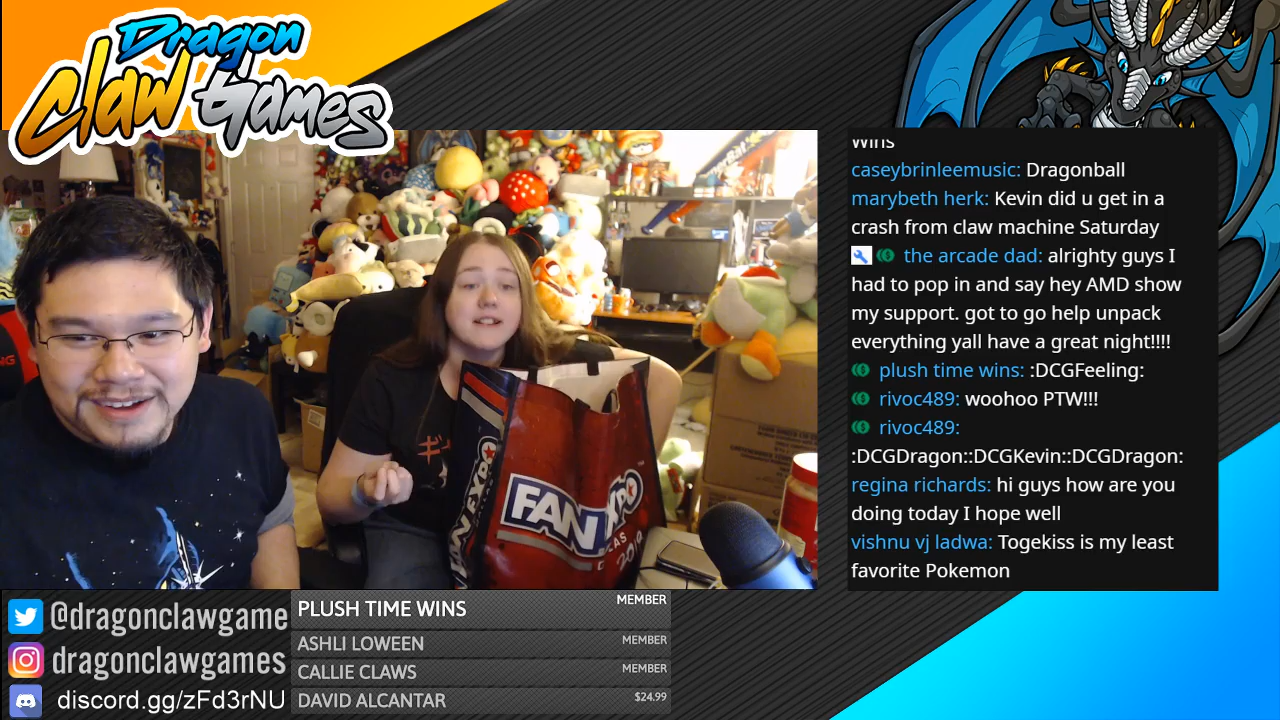 Dragon
Claw Games
Wins
caseybrinleemusic: Dragonball
marybeth herk: Kevin did u get in a
crash from claw machine Saturday
the arcade dad: alrighty guys I
had to pop in and say hey AMD show
my support. got to go help unpack
everything yall have a great night!!!!
plush time wins: :DCGFeeling:
rivoc489: woohoo PTW!!!
rivoc489:
:DCGDragon::DCGKevin::DCGDragon:
regina richards: hi guys how are you
doing today I hope well
vishnu vj ladwa: Togekiss is my least
favorite Pokemon
FAN EXPO
FAN EXPO
2019
@dragonclawgame
dragonclawgames
discord.gg/zFd3rNU
PLUSH TIME WINS MEMBER
ASHLI LOWEEN MEMBER
CALLIE CLAWS MEMBER
DAVID ALCANTAR $24.99